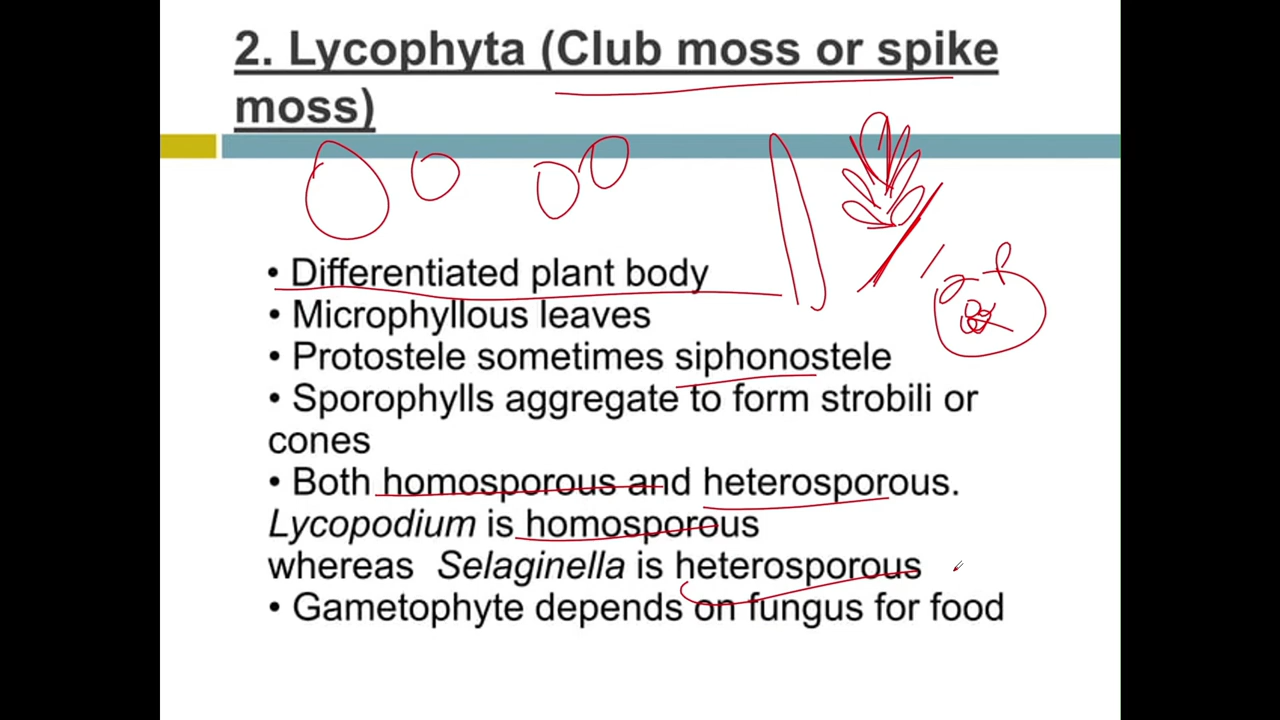 2. Lycophyta (Club moss or spike
moss)
• Differentiated plant body
• Microphyllous leaves
• Protostele sometimes siphonostele
• Sporophylls aggregate to form strobili or
cones
• Both homosporous and heterosporous.
Lycopodium is homosporous
whereas Selaginella is heterosporous
• Gametophyte depends on fungus for food